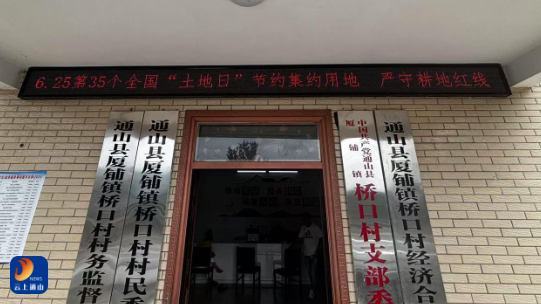 6.25第35个全国“土地日”节约集约用地 严守耕地红线
通山县厦铺镇桥口村村务监督
通山县厦铺镇桥口村村民委
中国共产党通山县
厦铺镇
桥口村支部委
通山县厦铺镇桥口村经济合
NEWS
云上通山